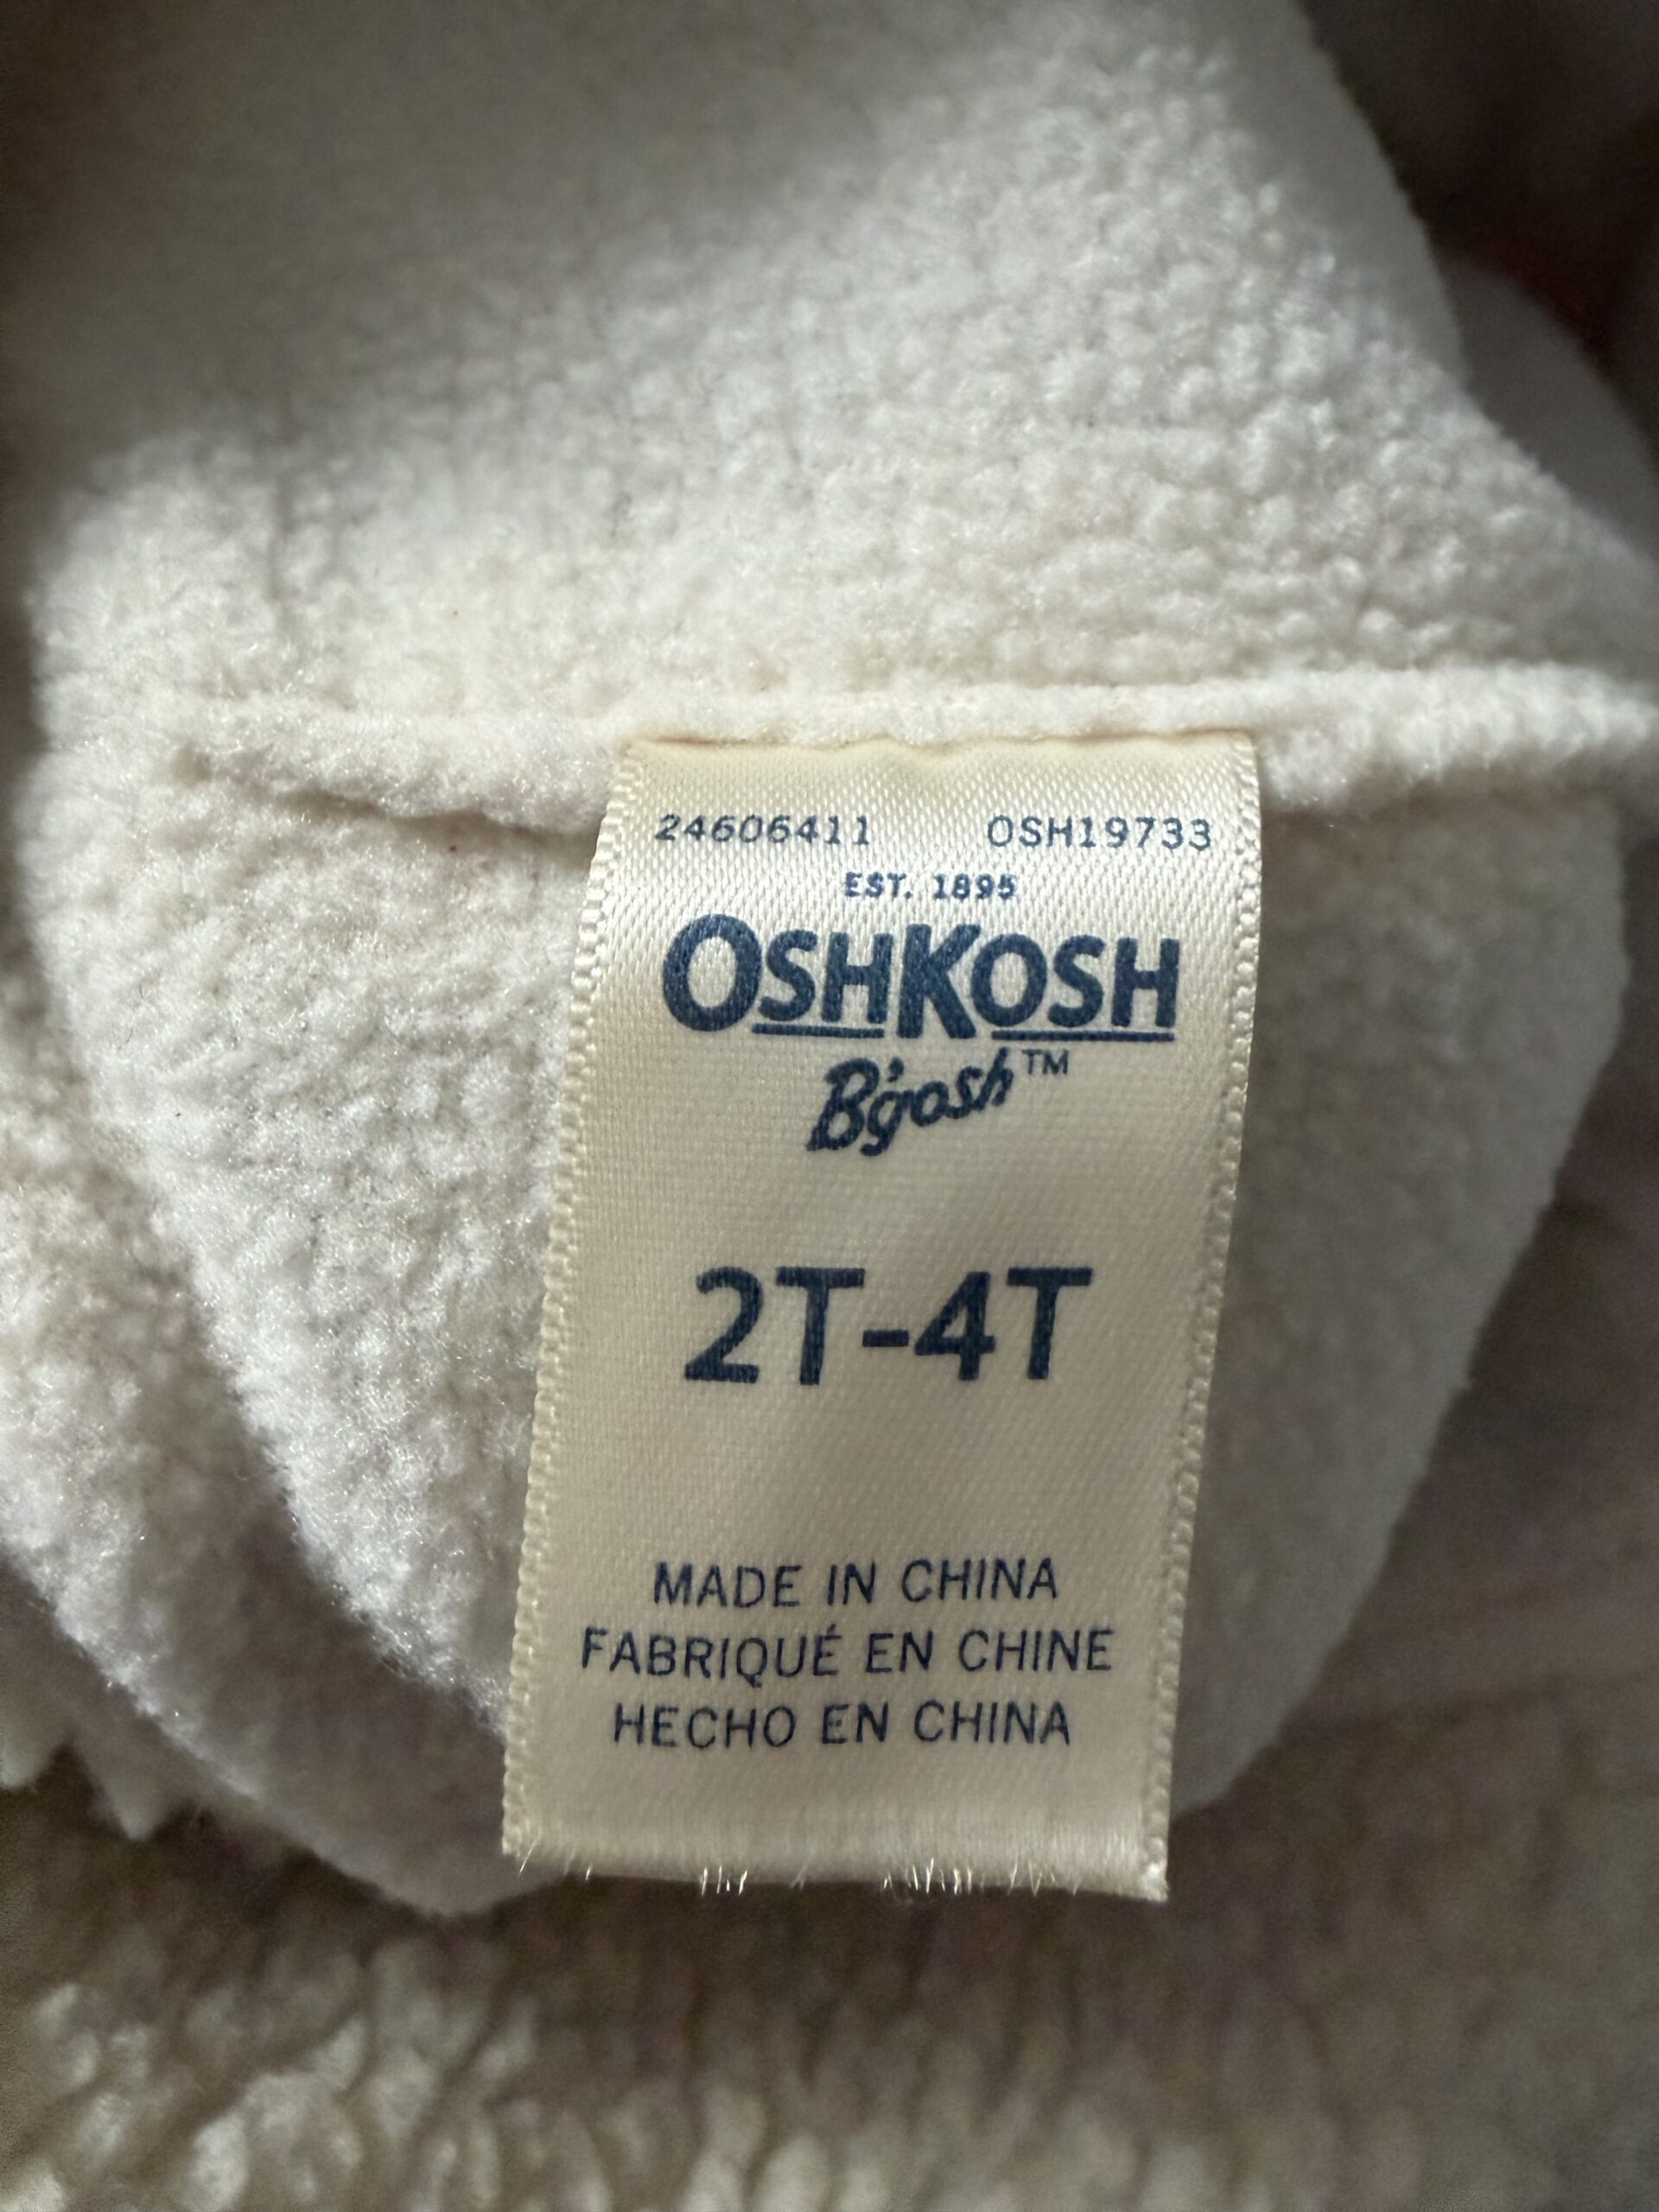 24606411 OSH19733
EST. 1895
OSHKOSH
B'gosh™
2T-4T
MADE IN CHINA
FABRIQUÉ EN CHINE
HECHO EN CHINA